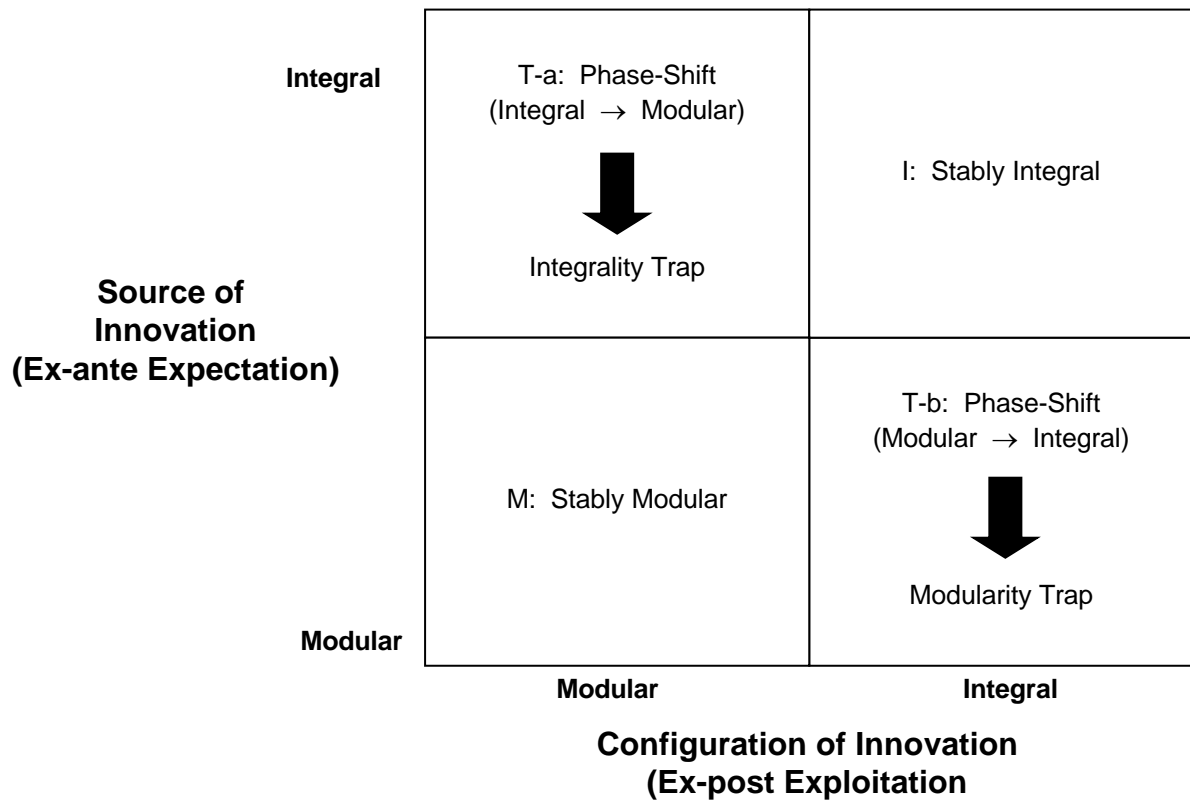 Integral
T-a: Phase-Shift
(Integral → Modular)
Integrality Trap
I: Stably Integral
Source of
Innovation
(Ex-ante Expectation)
M: Stably Modular
T-b: Phase-Shift
(Modular → Integral)
Modularity Trap
Modular
Modular
Integral
Configuration of Innovation
(Ex-post Exploitation